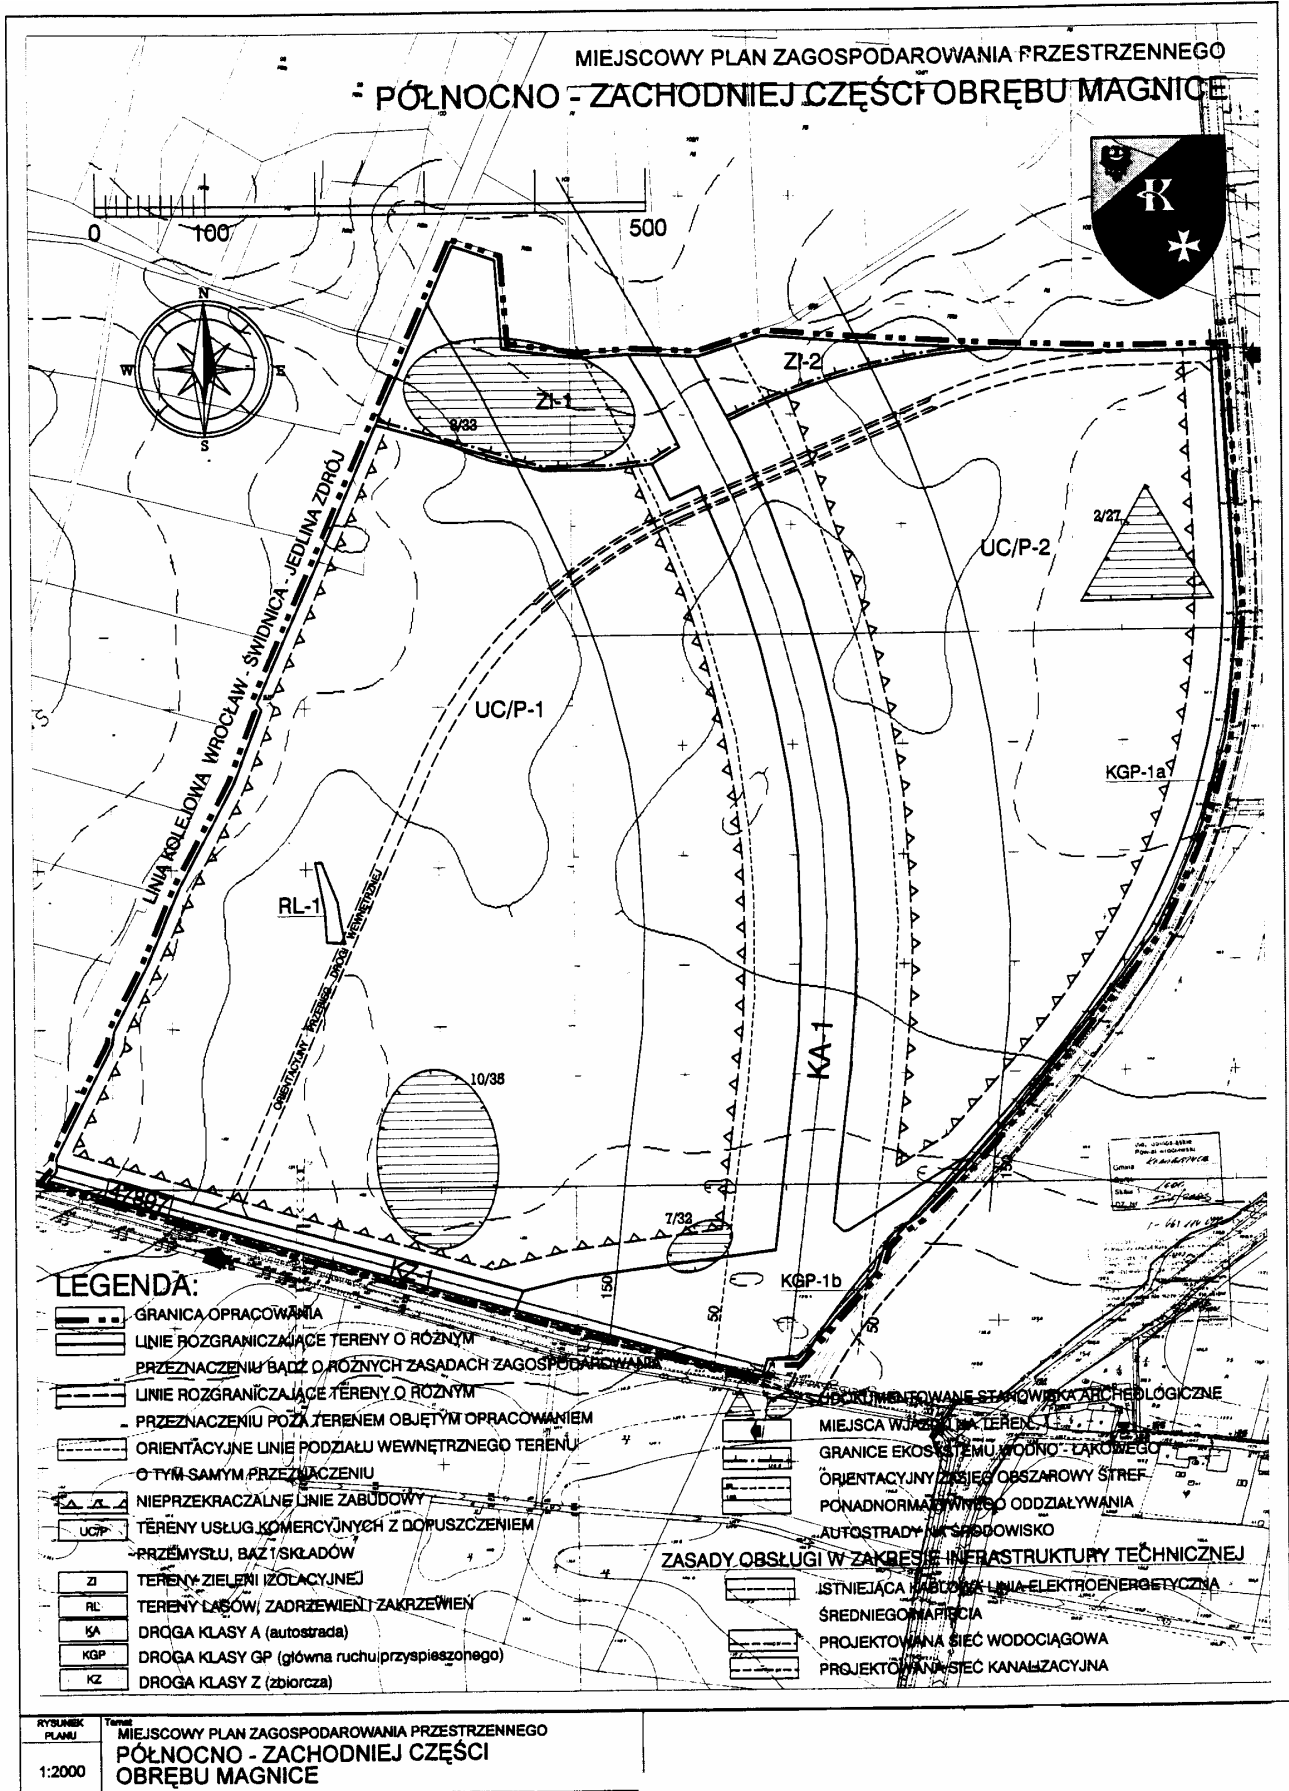 MIEJSCOWY PLAN ZAGOSPODAROWANIA PRZESTRZENNEGO
PÓŁNOCNO - ZACHODNIEJ CZĘŚCI OBRĘBU MAGNICE
K
0 100 500
N
W E
S
ZI-1
ZI-2
8/33
2/27
UC/P-2
LINIA KOLEJOWA WROCŁAW - ŚWIDNICA - JEDLINA ZDRÓJ
UC/P-1
KGP-1a
RL-1
ORIENTACYJNY PRZEBIEG DROGI WEWNĘTRZNEJ
KA-1
10/35
150
7/32
KZ-1
KGP-1b
150
50
50
LEGENDA:
GRANICA OPRACOWANIA
LINIE ROZGRANICZAJĄCE TERENY O RÓŻNYM
PRZEZNACZENIU BĄDŹ O RÓŻNYCH ZASADACH ZAGOSPODAROWANIA
LINIE ROZGRANICZAJĄCE TERENY O RÓŻNYM
PRZEZNACZENIU POZA TERENEM OBJĘTYM OPRACOWANIEM
ORIENTACYJNE LINIE PODZIAŁU WEWNĘTRZNEGO TERENU
O TYM SAMYM PRZEZNACZENIU
NIEPRZEKRACZALNE LINIE ZABUDOWY
UC/P TERENY USŁUG KOMERCYJNYCH Z DOPUSZCZENIEM
PRZEMYSŁU, BAZ I SKŁADÓW
ZI TERENY ZIELENI IZOLACYJNEJ
RL TERENY LASÓW, ZADRZEWIEŃ I ZAKRZEWIEŃ
KA DROGA KLASY A (autostrada)
KGP DROGA KLASY GP (główna ruchu przyspieszonego)
KZ DROGA KLASY Z (zbiorcza)
UDOKUMENTOWANE STANOWISKA ARCHEOLOGICZNE
MIEJSCA WJAZDU NA TEREN
GRANICE EKOSYSTEMU WODNO - ŁĄKOWEGO
ORIENTACYJNY ZASIĘG OBSZAROWY STREF
PONADNORMATYWNEGO ODDZIAŁYWANIA
AUTOSTRADY NA ŚRODOWISKO
ZASADY OBSŁUGI W ZAKRESIE INFRASTRUKTURY TECHNICZNEJ
ISTNIEJĄCA KABLOWA LINIA ELEKTROENERGETYCZNA
ŚREDNIEGO NAPIĘCIA
PROJEKTOWANA SIEĆ WODOCIĄGOWA
PROJEKTOWANA SIEĆ KANALIZACYJNA
RYSUNEK
PLANU
1:2000
Temat
MIEJSCOWY PLAN ZAGOSPODAROWANIA PRZESTRZENNEGO
PÓŁNOCNO - ZACHODNIEJ CZĘŚCI
OBRĘBU MAGNICE